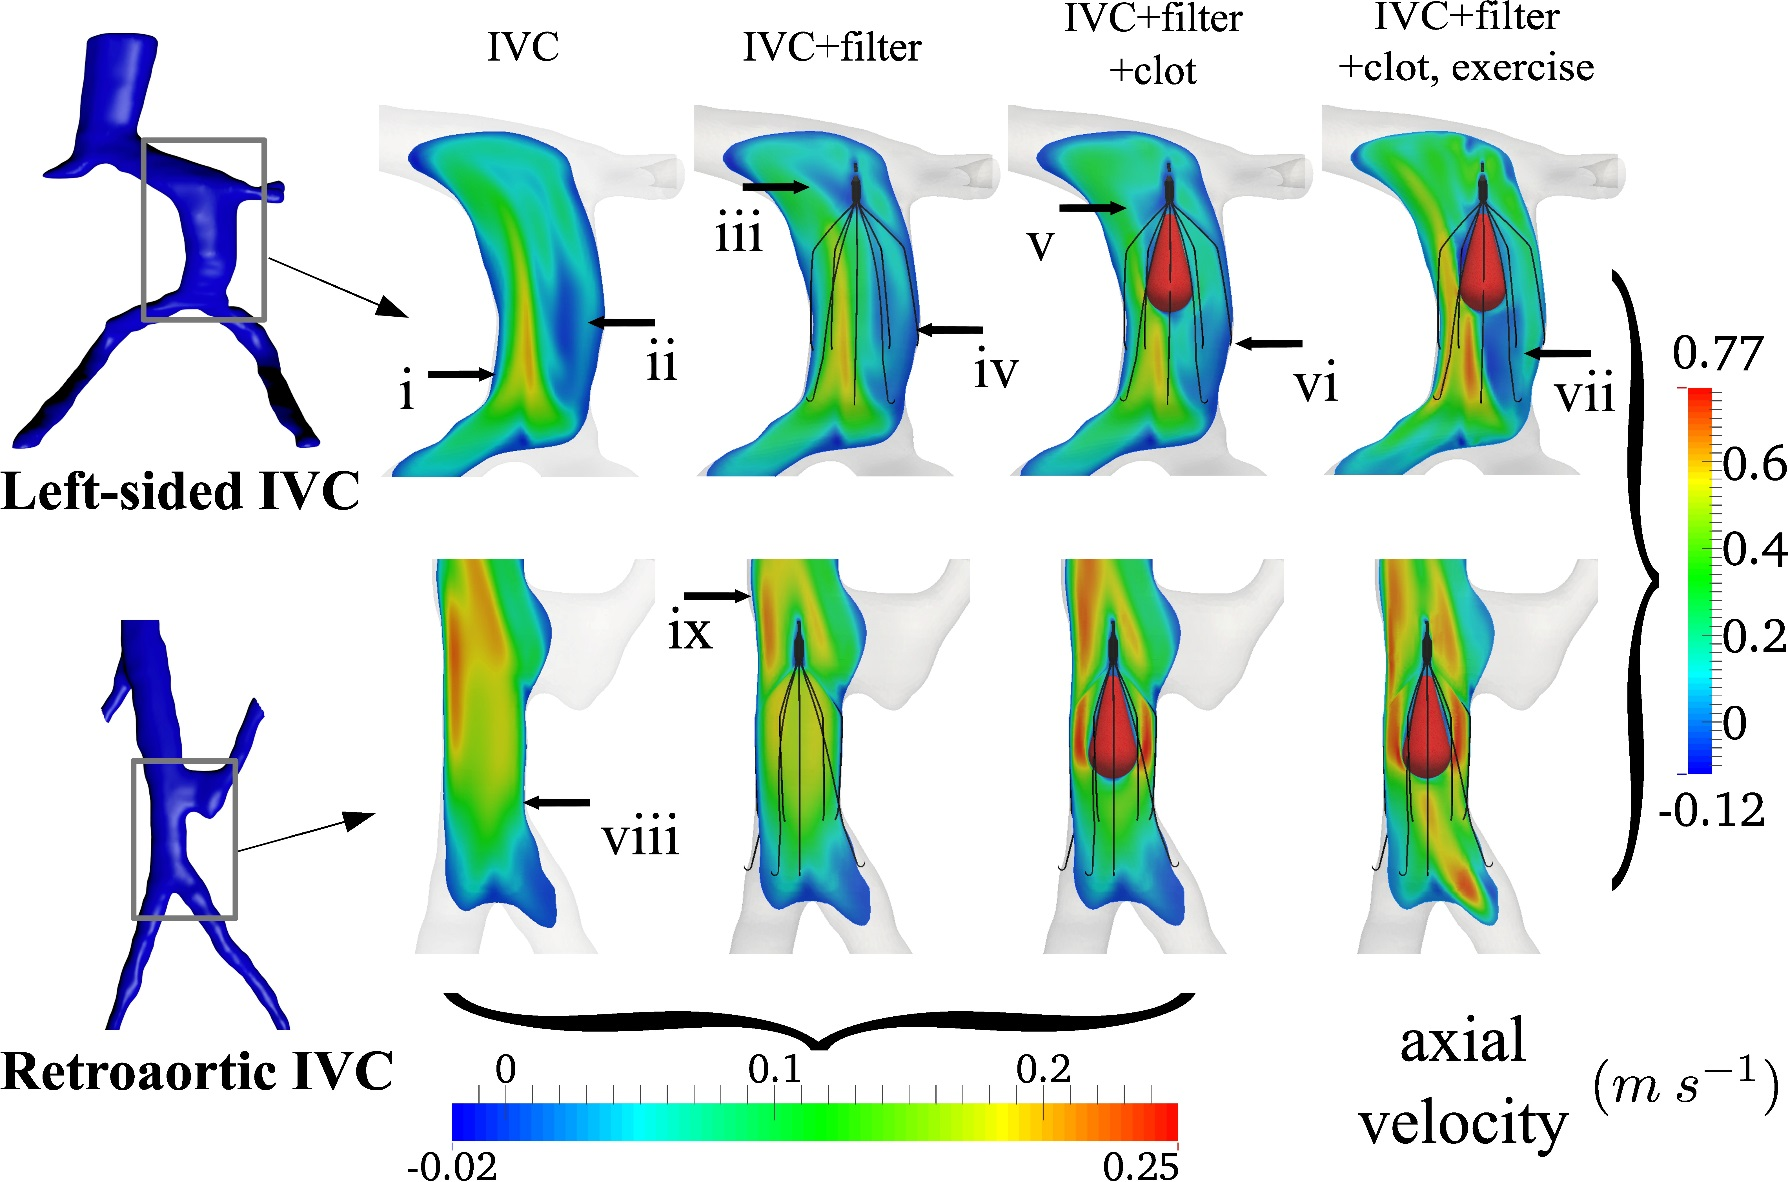 IVC
IVC+filter
IVC+filter
+clot
IVC+filter
+clot, exercise
i
ii
iii
iv
v
vi
vii
Left-sided IVC
0.77
0.6
0.4
0.2
0
-0.12
viii
ix
Retroaortic IVC
0 0.1 0.2
-0.02 0.25
axial
velocity
(m s⁻¹)